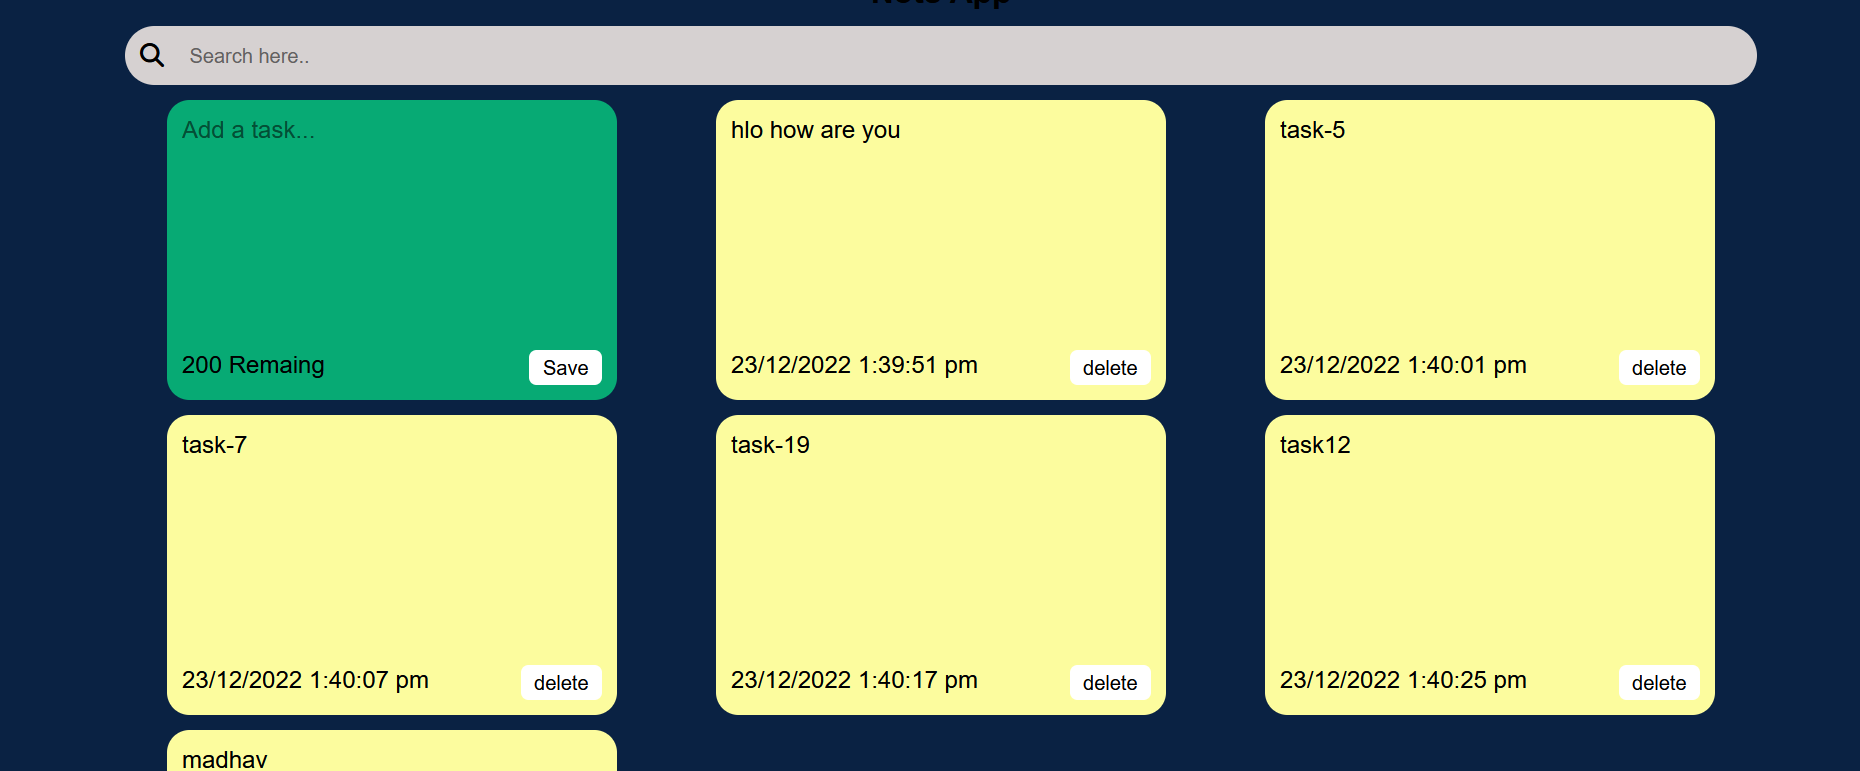 Note App
Search here..
Add a task...
200 Remaing
Save
hlo how are you
23/12/2022 1:39:51 pm
delete
task-5
23/12/2022 1:40:01 pm
delete
task-7
23/12/2022 1:40:07 pm
delete
task-19
23/12/2022 1:40:17 pm
delete
task12
23/12/2022 1:40:25 pm
delete
madhav